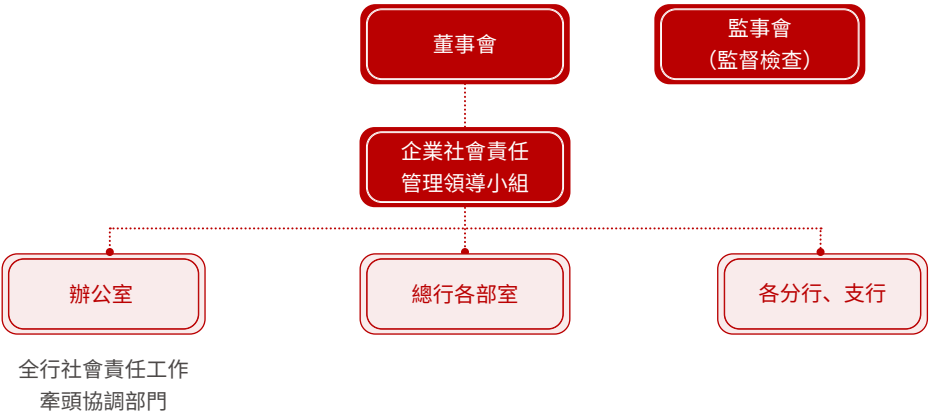 董事會
監事會
（監督檢查）
企業社會責任
管理領導小組
辦公室
總行各部室
各分行、支行
全行社會責任工作
牽頭協調部門